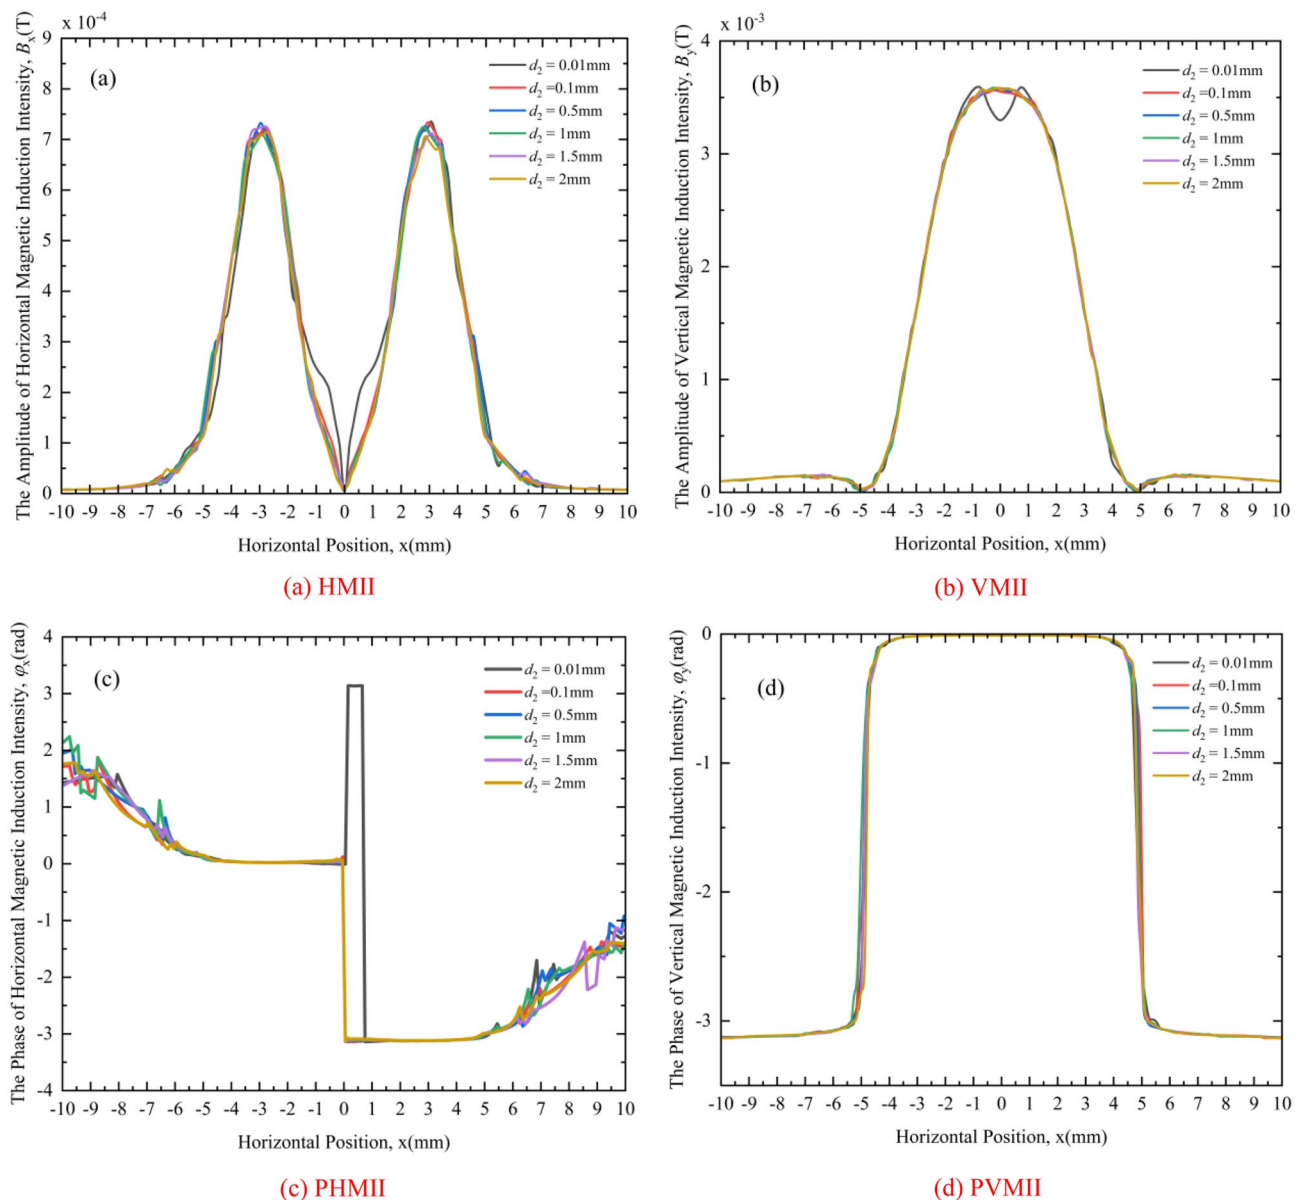 x 10⁻⁴
9
8
7
6
5
4
3
2
1
0
The Amplitude of Horizontal Magnetic Induction Intensity, Bₓ(T)
(a)
d₂ = 0.01mm
d₂ =0.1mm
d₂ = 0.5mm
d₂ = 1mm
d₂ = 1.5mm
d₂ = 2mm
-10 -9 -8 -7 -6 -5 -4 -3 -2 -1 0 1 2 3 4 5 6 7 8 9 10
Horizontal Position, x(mm)
(a) HMII
x 10⁻³
4
3
2
1
0
The Amplitude of Vertical Magnetic Induction Intensity, Bᵧ(T)
(b)
d₂ = 0.01mm
d₂ =0.1mm
d₂ = 0.5mm
d₂ = 1mm
d₂ = 1.5mm
d₂ = 2mm
-10 -9 -8 -7 -6 -5 -4 -3 -2 -1 0 1 2 3 4 5 6 7 8 9 10
Horizontal Position, x(mm)
(b) VMII
4
3
2
1
0
-1
-2
-3
-4
The Phase of Horizontal Magnetic Induction Intensity, φₓ(rad)
(c)
d₂ = 0.01mm
d₂ =0.1mm
d₂ = 0.5mm
d₂ = 1mm
d₂ = 1.5mm
d₂ = 2mm
-10 -9 -8 -7 -6 -5 -4 -3 -2 -1 0 1 2 3 4 5 6 7 8 9 10
Horizontal Position, x(mm)
(c) PHMII
0
-1
-2
-3
The Phase of Vertical Magnetic Induction Intensity, φᵧ(rad)
(d)
d₂ = 0.01mm
d₂ =0.1mm
d₂ = 0.5mm
d₂ = 1mm
d₂ = 1.5mm
d₂ = 2mm
-10 -9 -8 -7 -6 -5 -4 -3 -2 -1 0 1 2 3 4 5 6 7 8 9 10
Horizontal Position, x(mm)
(d) PVMII